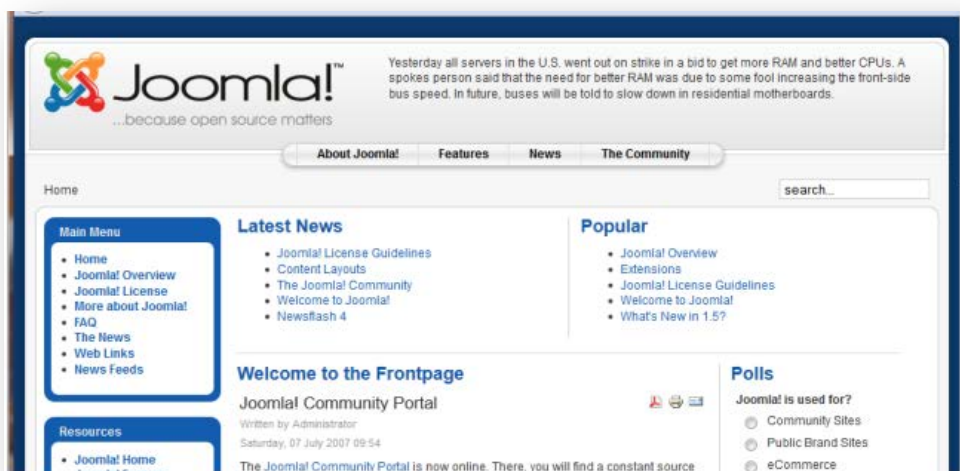 Joomla!™
...because open source matters
Yesterday all servers in the U.S. went out on strike in a bid to get more RAM and better CPUs. A
spokes person said that the need for better RAM was due to some fool increasing the front-side
bus speed. In future, buses will be told to slow down in residential motherboards.
About Joomla! Features News The Community
Home
search...
Main Menu
Home
Joomla! Overview
Joomla! License
More about Joomla!
FAQ
The News
Web Links
News Feeds
Resources
Joomla! Home
Latest News
Joomla! License Guidelines
Content Layouts
The Joomla! Community
Welcome to Joomla!
Newsflash 4
Popular
Joomla! Overview
Extensions
Joomla! License Guidelines
Welcome to Joomla!
What's New in 1.5?
Welcome to the Frontpage
Joomla! Community Portal
Written by Administrator
Saturday, 07 July 2007 09:54
The Joomla! Community Portal is now online. There, you will find a constant source
Polls
Joomla! is used for?
Community Sites
Public Brand Sites
eCommerce